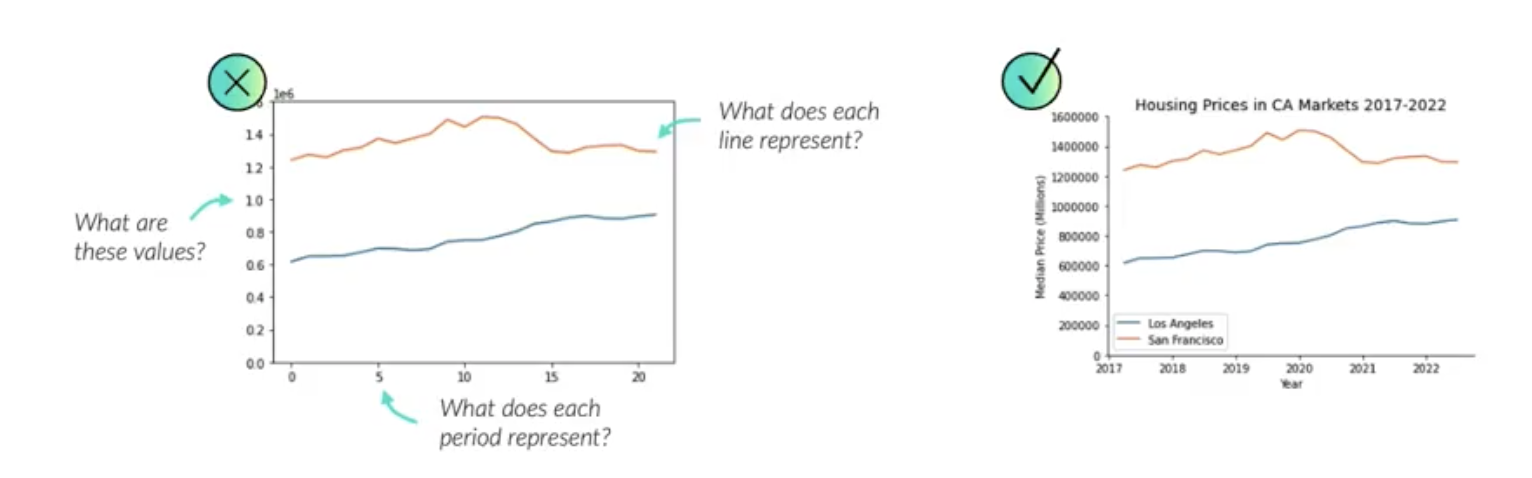 1e6
1.4
1.2
1.0
0.8
0.6
0.4
0.2
0.0
0 5 10 15 20
What are
these values?
What does each
line represent?
What does each
period represent?
Housing Prices in CA Markets 2017-2022
Median Price (Millions)
1600000
1400000
1200000
1000000
800000
600000
400000
200000
0
Los Angeles
San Francisco
2017 2018 2019 2020 2021 2022
Year